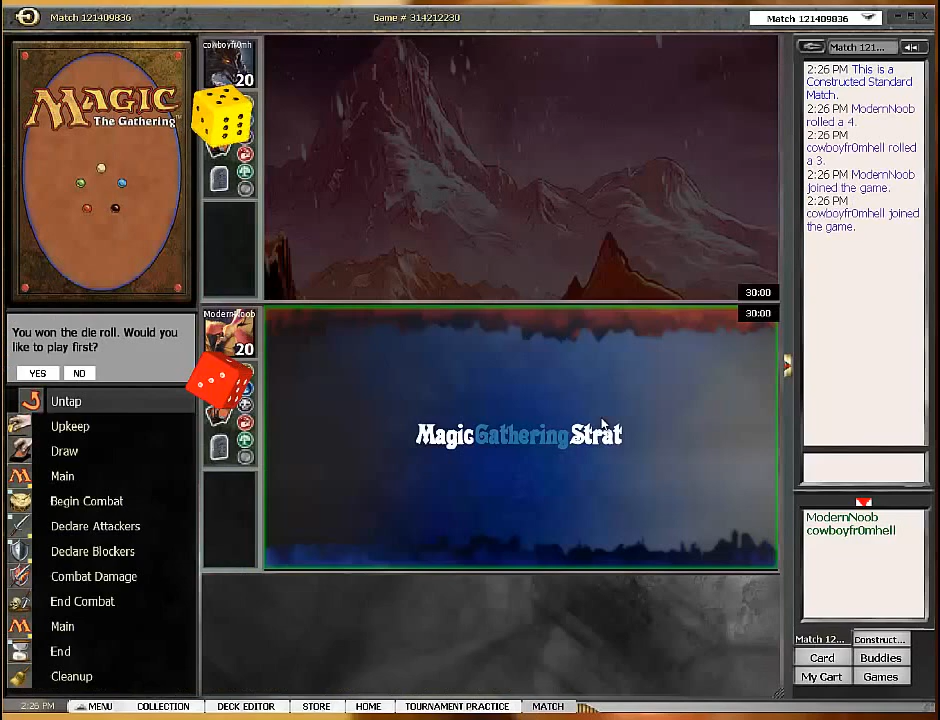 Match 121409836
Game # 314212230
Match 121409836
cowboyfr0mh
20
MAGIC
The Gathering
30:00
30:00
ModernNoob
20
You won the die roll. Would you
like to play first?
YES
NO
Untap
Upkeep
Draw
Main
Begin Combat
Declare Attackers
Declare Blockers
Combat Damage
End Combat
Main
End
Cleanup
MagicGatheringStrat
Match 121...
2:26 PM This is a
Constructed Standard
Match.
2:26 PM ModernNoob
rolled a 4.
2:26 PM
cowboyfr0mhell rolled
a 3.
2:26 PM ModernNoob
joined the game.
2:26 PM
cowboyfr0mhell joined
the game.
ModernNoob
cowboyfr0mhell
Match 12...
Construct...
Card
Buddies
My Cart
Games
2:26 PM
MENU
COLLECTION
DECK EDITOR
STORE
HOME
TOURNAMENT PRACTICE
MATCH